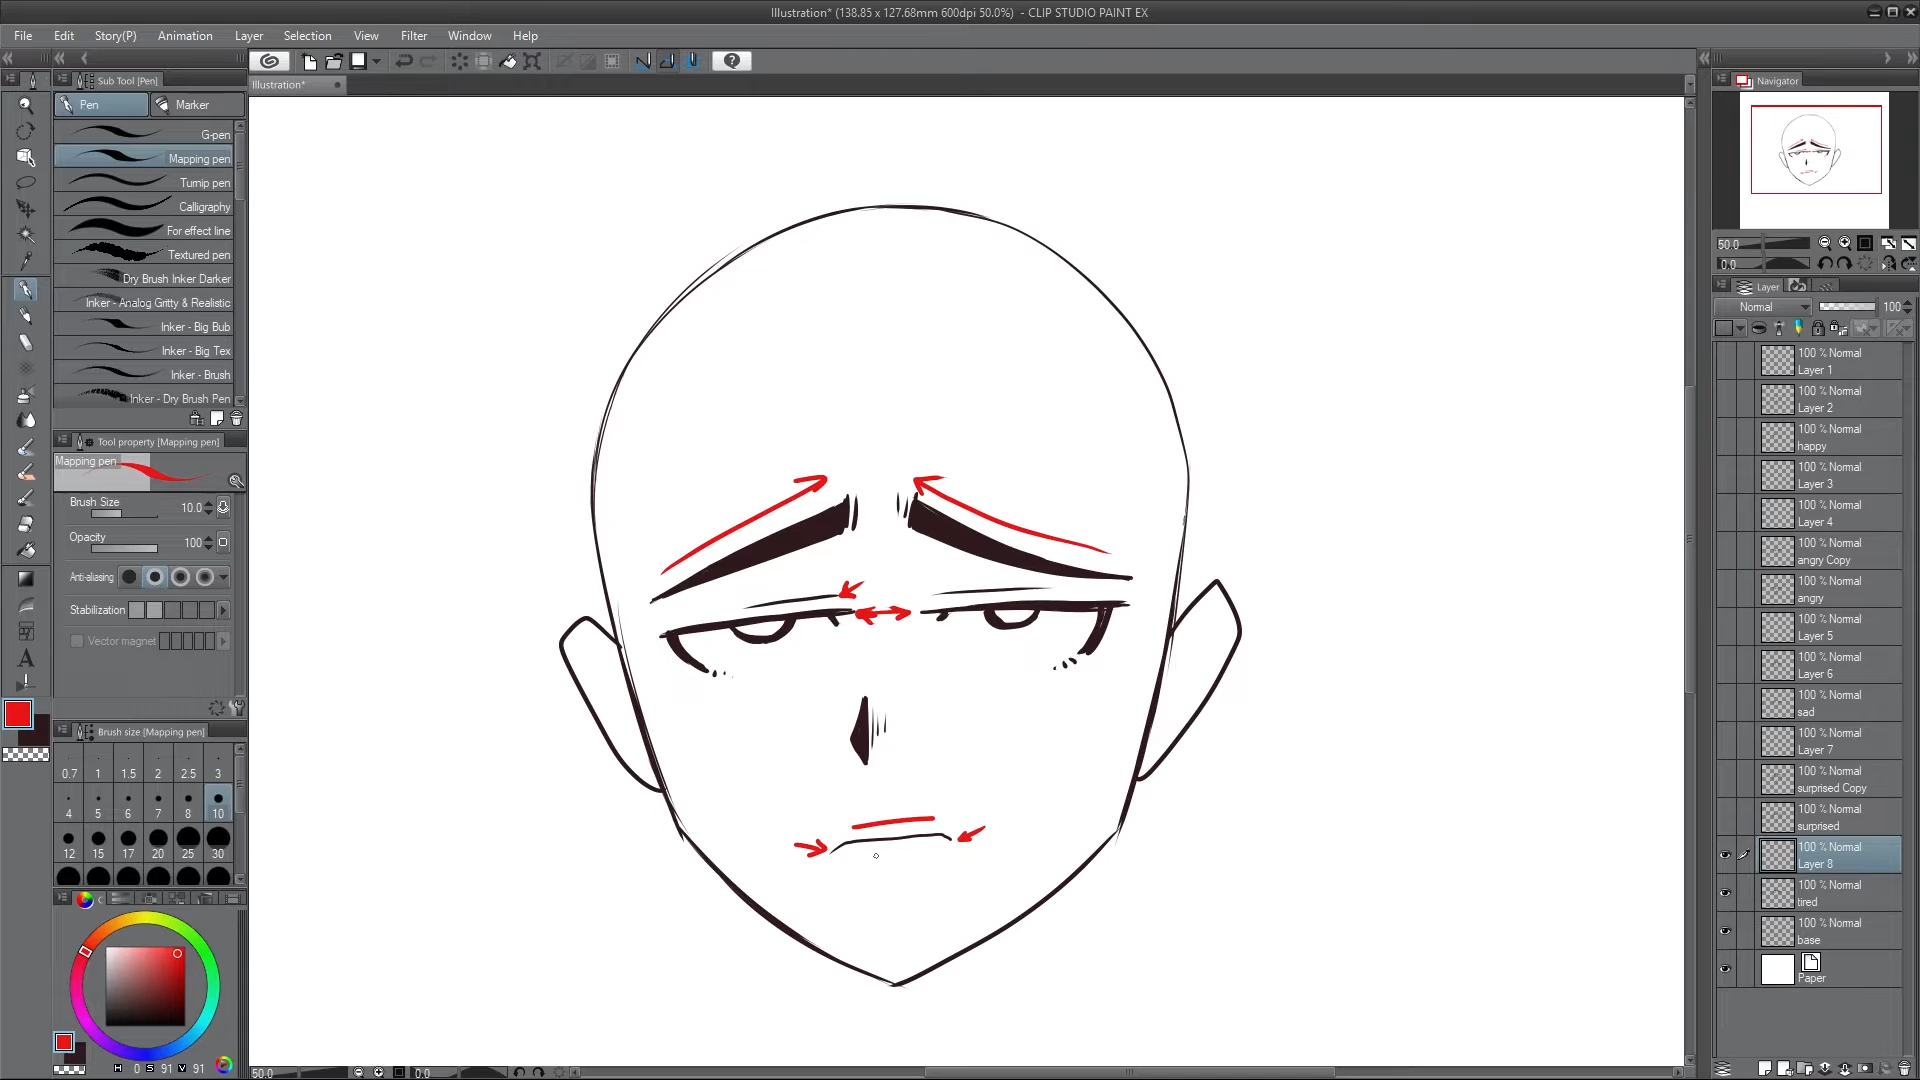 Illustration* (138.85 x 127.68mm 600dpi 50.0%) - CLIP STUDIO PAINT EX
File Edit Story(P) Animation Layer Selection View Filter Window Help
Sub Tool [Pen]
Illustration*
Pen Marker
G-pen
Mapping pen
Turnip pen
Calligraphy
For effect line
Textured pen
Dry Brush Inker Darker
Inker - Analog Gritty & Realistic
Inker - Big Bub
Inker - Big Tex
Inker - Brush
Inker - Dry Brush Pen
Tool property [Mapping pen]
Mapping pen
Brush Size 10.0
Opacity 100
Anti-aliasing
Stabilization
Vector magnet
A
Brush size [Mapping pen]
0.7 1 1.5 2 2.5 3
4 5 6 7 8 10
12 15 17 20 25 30
H 0 S 91 V 91
50.0 0.0
Navigator
50.0
0.0
Layer
Normal 100
100 % Normal
Layer 1
100 % Normal
Layer 2
100 % Normal
happy
100 % Normal
Layer 3
100 % Normal
Layer 4
100 % Normal
angry Copy
100 % Normal
angry
100 % Normal
Layer 5
100 % Normal
Layer 6
100 % Normal
sad
100 % Normal
Layer 7
100 % Normal
surprised Copy
100 % Normal
surprised
100 % Normal
Layer 8
100 % Normal
tired
100 % Normal
base
Paper